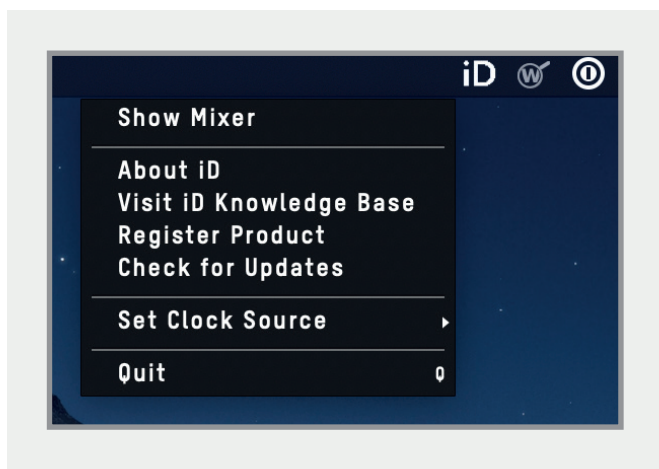 iD
Show Mixer
About iD
Visit iD Knowledge Base
Register Product
Check for Updates
Set Clock Source
Quit Q